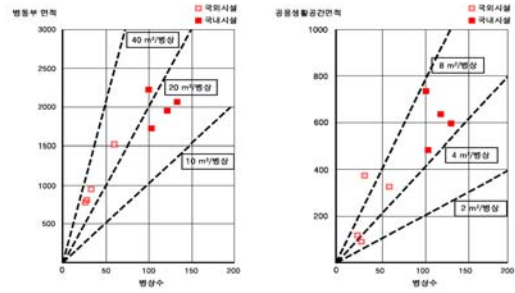 병동부 면적
국외시설
국내시설
3000
2500
2000
1500
1000
500
0
50
100
150
200
병상수
40 m²/병상
20 m²/병상
10 m²/병상
공용생활공간면적
국외시설
국내시설
1000
800
600
400
200
0
50
100
150
200
병상수
8 m²/병상
4 m²/병상
2 m²/병상